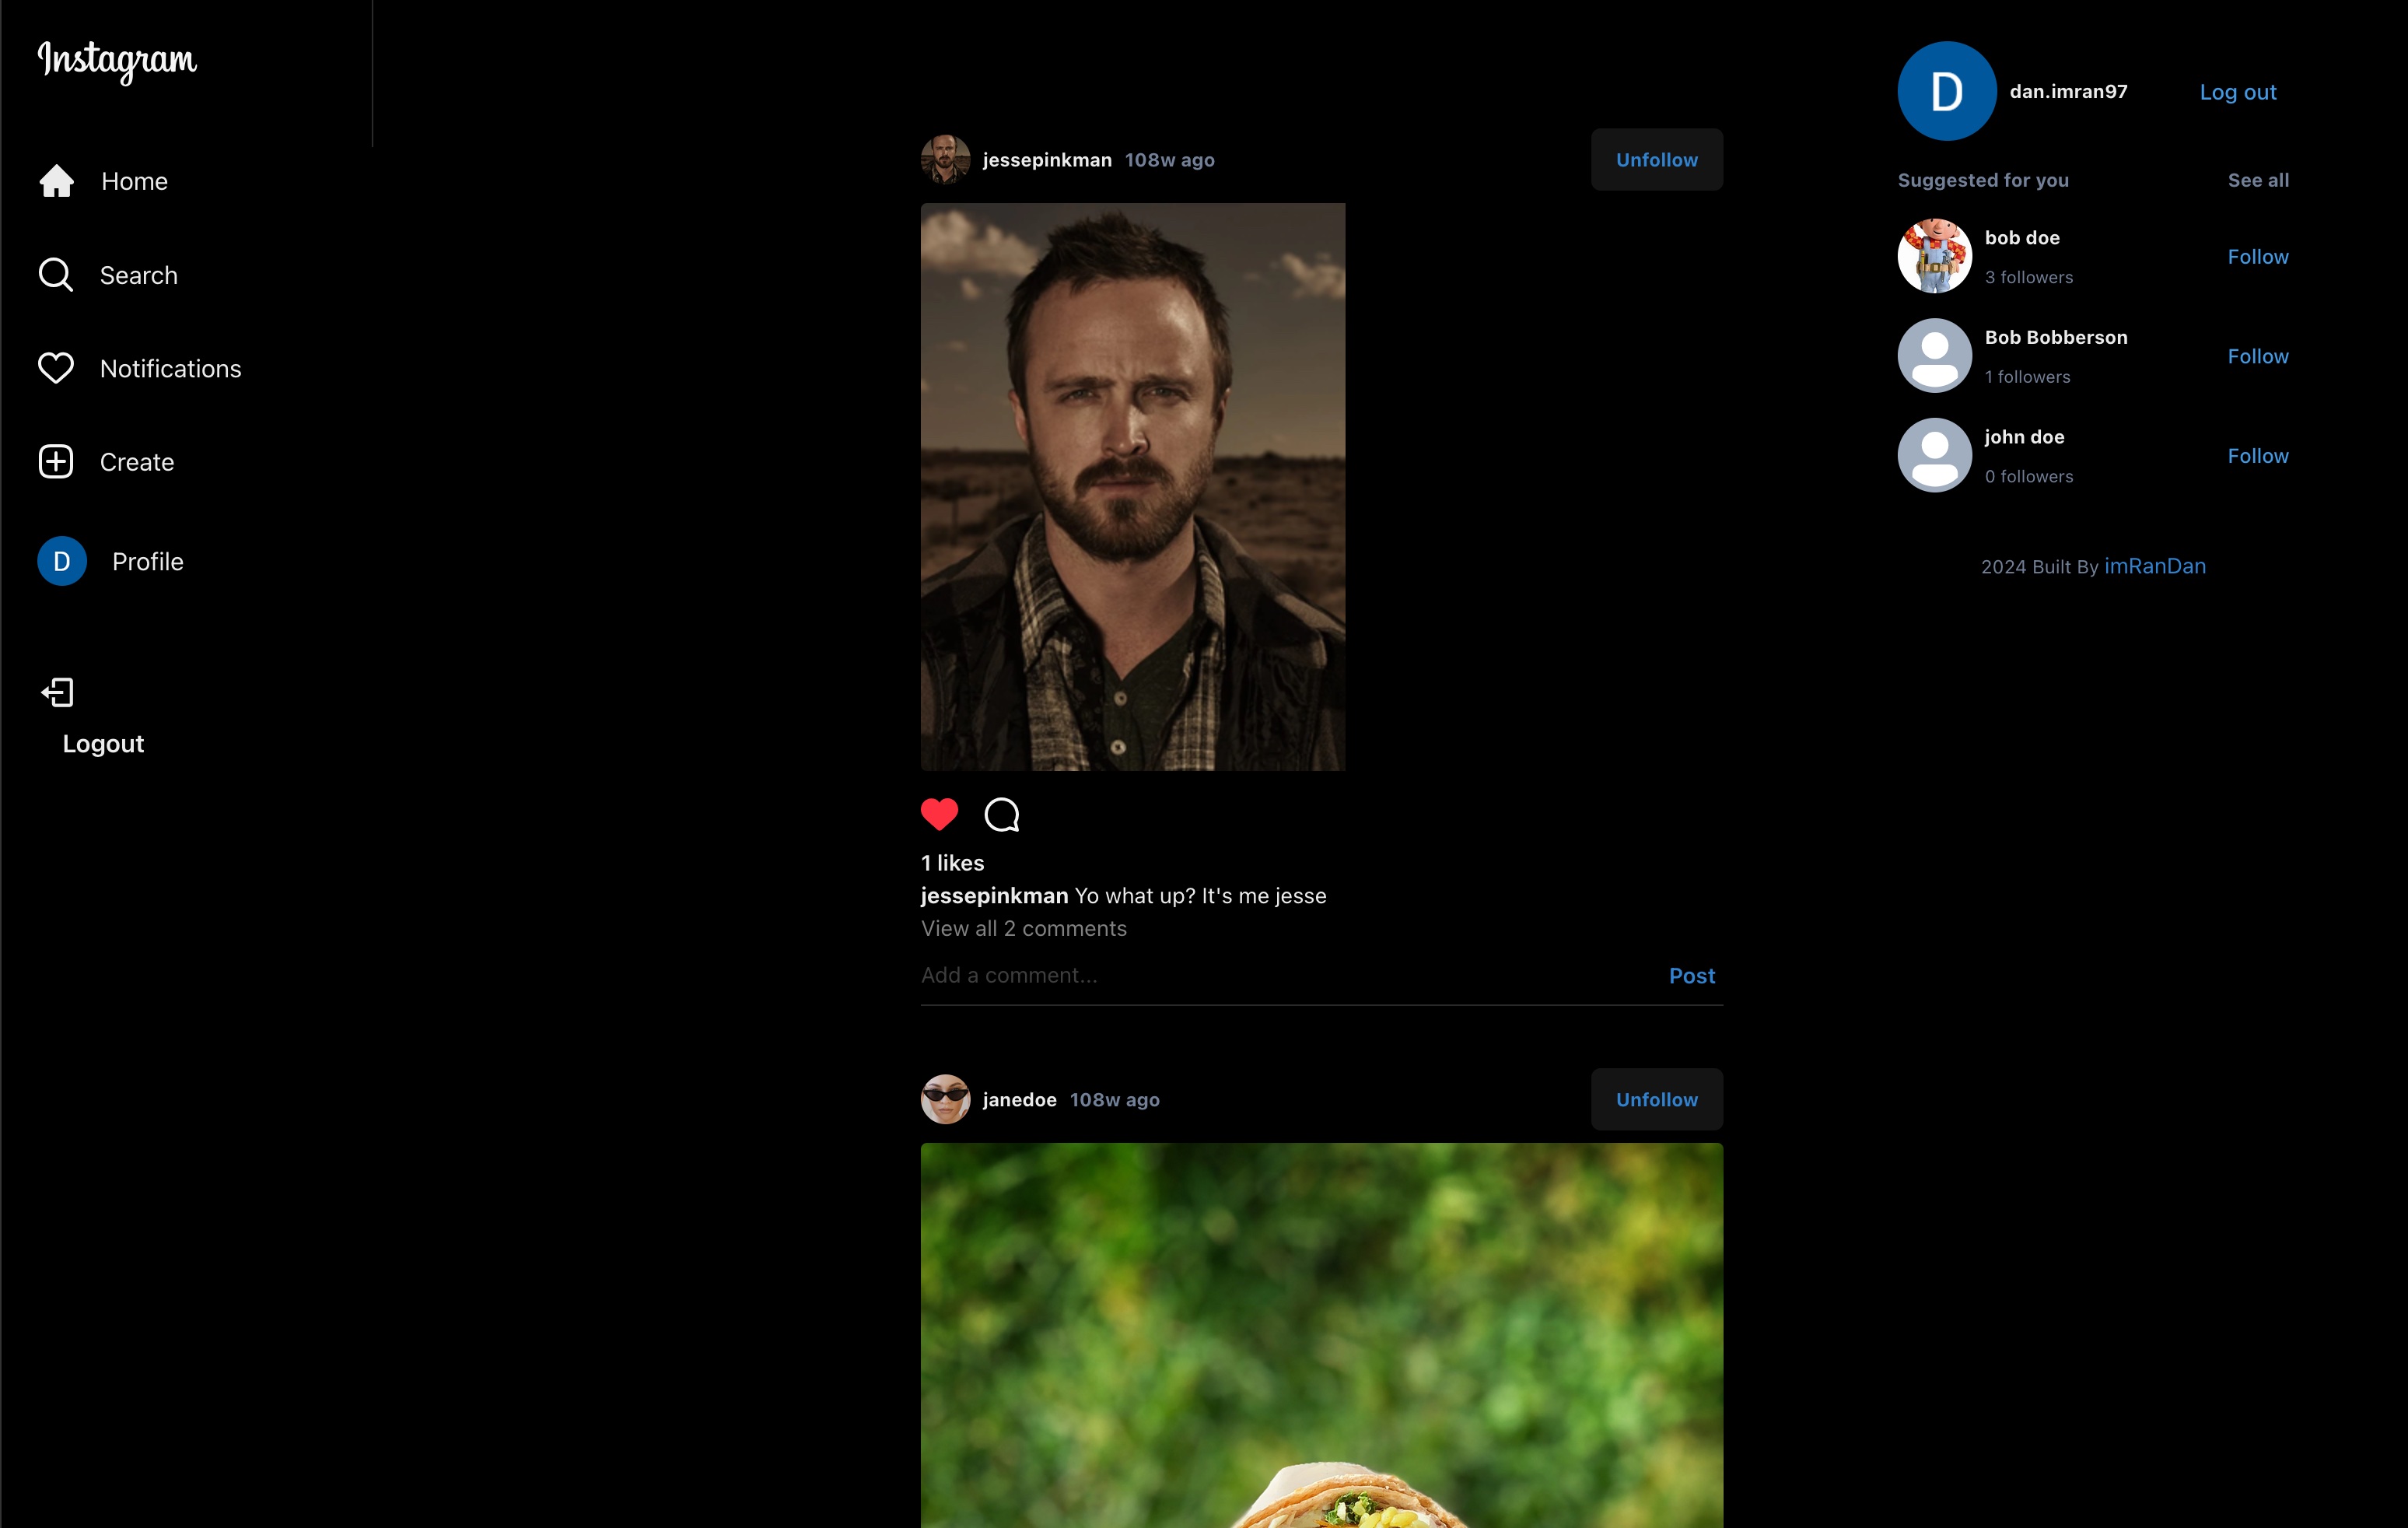 Instagram
Home
Search
Notifications
Create
D Profile
Logout
jessepinkman 108w ago Unfollow
1 likes
jessepinkman Yo what up? It's me jesse
View all 2 comments
Add a comment...
Post
janedoe 108w ago Unfollow
D dan.imran97 Log out
Suggested for you See all
bob doe
3 followers
Follow
Bob Bobberson
1 followers
Follow
john doe
0 followers
Follow
2024 Built By imRanDan